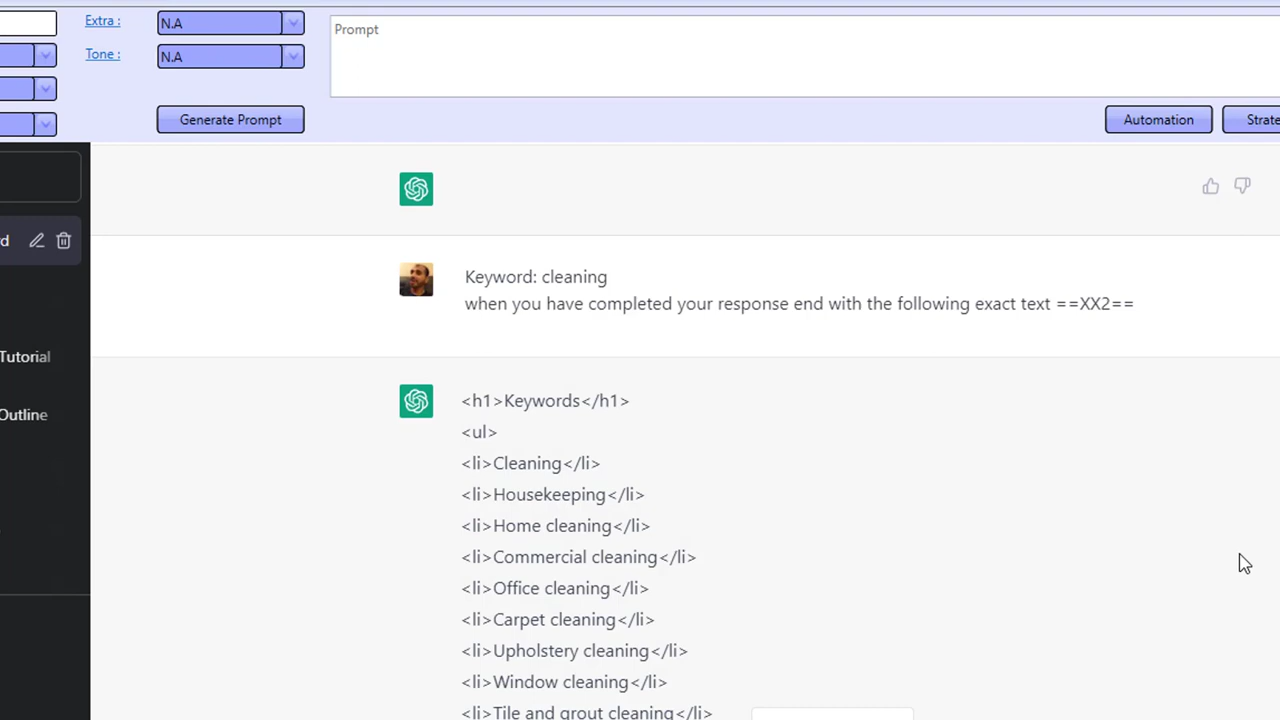 Extra :
N.A
Prompt
Tone :
N.A
Generate Prompt
Automation
Strate
Keyword: cleaning
when you have completed your response end with the following exact text ==XX2==
Tutorial
Outline
<h1>Keywords</h1>
<ul>
<li>Cleaning</li>
<li>Housekeeping</li>
<li>Home cleaning</li>
<li>Commercial cleaning</li>
<li>Office cleaning</li>
<li>Carpet cleaning</li>
<li>Upholstery cleaning</li>
<li>Window cleaning</li>
<li>Tile and grout cleaning</li>